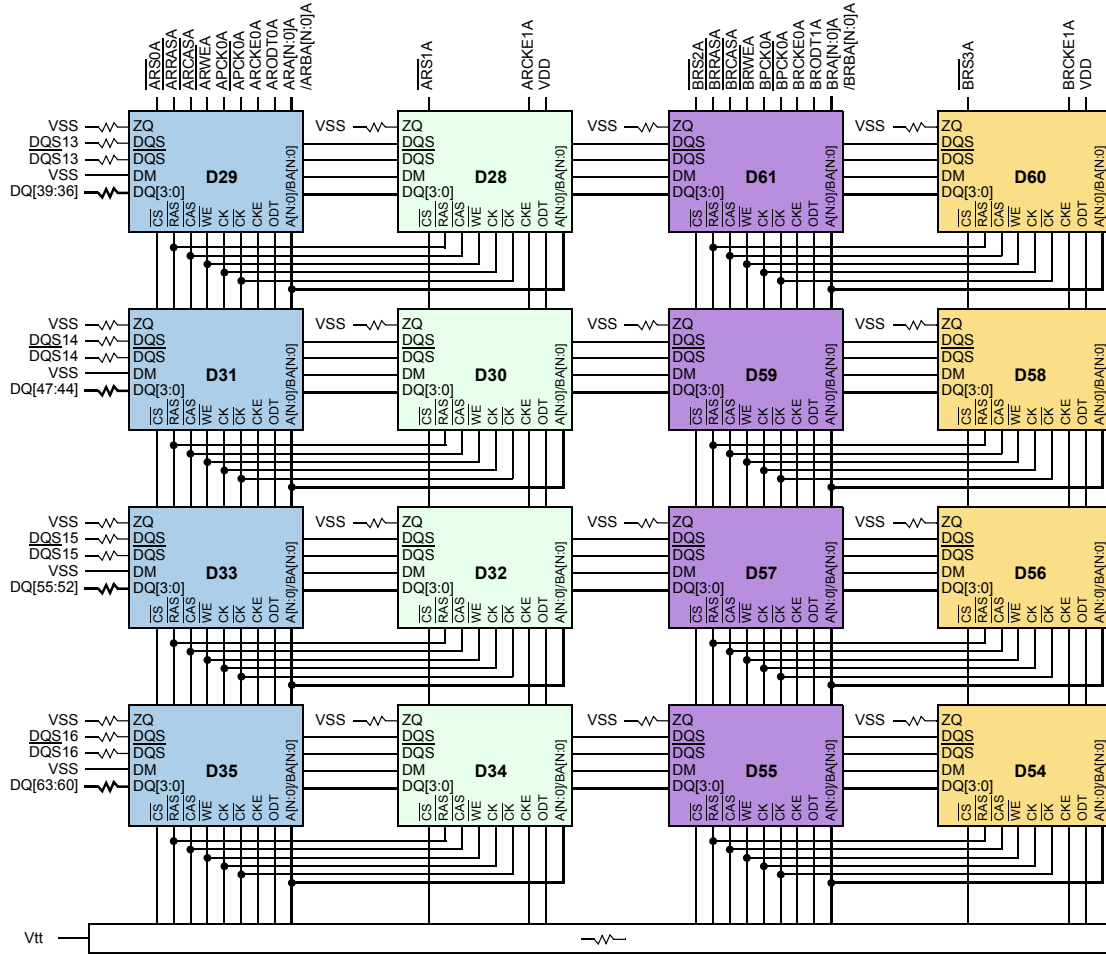 ARS0A
ARRASA
ARCASA
ARWEA
APCK0A
APCK0A
ARCKE0A
ARODT0A
ARA[N:0]A
/ARBA[N:0]A
ARS1A
ARCKE1A
VDD
BRS2A
BRRASA
BRCASA
BRWEA
BPCK0A
BPCK0A
BRCKE0A
BRODT1A
BRA[N:0]A
/BRBA[N:0]A
BRS3A
BRCKE1A
VDD
VSS
DQS13
DQS13
VSS
DQ[39:36]
ZQ
DQS
DQS
DM
DQ[3:0]
D29
CS
RAS
CAS
WE
CK
CK
CKE
ODT
A[N:0]/BA[N:0]
VSS
ZQ
DQS
DQS
DM
DQ[3:0]
D28
CS
RAS
CAS
WE
CK
CK
CKE
ODT
A[N:0]/BA[N:0]
VSS
ZQ
DQS
DQS
DM
DQ[3:0]
D61
CS
RAS
CAS
WE
CK
CK
CKE
ODT
A[N:0]/BA[N:0]
VSS
ZQ
DQS
DQS
DM
DQ[3:0]
D60
CS
RAS
CAS
WE
CK
CK
CKE
ODT
A[N:0]/BA[N:0]
VSS
DQS14
DQS14
VSS
DQ[47:44]
ZQ
DQS
DQS
DM
DQ[3:0]
D31
CS
RAS
CAS
WE
CK
CK
CKE
ODT
A[N:0]/BA[N:0]
VSS
ZQ
DQS
DQS
DM
DQ[3:0]
D30
CS
RAS
CAS
WE
CK
CK
CKE
ODT
A[N:0]/BA[N:0]
VSS
ZQ
DQS
DQS
DM
DQ[3:0]
D59
CS
RAS
CAS
WE
CK
CK
CKE
ODT
A[N:0]/BA[N:0]
VSS
ZQ
DQS
DQS
DM
DQ[3:0]
D58
CS
RAS
CAS
WE
CK
CK
CKE
ODT
A[N:0]/BA[N:0]
VSS
DQS15
DQS15
VSS
DQ[55:52]
ZQ
DQS
DQS
DM
DQ[3:0]
D33
CS
RAS
CAS
WE
CK
CK
CKE
ODT
A[N:0]/BA[N:0]
VSS
ZQ
DQS
DQS
DM
DQ[3:0]
D32
CS
RAS
CAS
WE
CK
CK
CKE
ODT
A[N:0]/BA[N:0]
VSS
ZQ
DQS
DQS
DM
DQ[3:0]
D57
CS
RAS
CAS
WE
CK
CK
CKE
ODT
A[N:0]/BA[N:0]
VSS
ZQ
DQS
DQS
DM
DQ[3:0]
D56
CS
RAS
CAS
WE
CK
CK
CKE
ODT
A[N:0]/BA[N:0]
VSS
DQS16
DQS16
VSS
DQ[63:60]
ZQ
DQS
DQS
DM
DQ[3:0]
D35
CS
RAS
CAS
WE
CK
CK
CKE
ODT
A[N:0]/BA[N:0]
VSS
ZQ
DQS
DQS
DM
DQ[3:0]
D34
CS
RAS
CAS
WE
CK
CK
CKE
ODT
A[N:0]/BA[N:0]
VSS
ZQ
DQS
DQS
DM
DQ[3:0]
D55
CS
RAS
CAS
WE
CK
CK
CKE
ODT
A[N:0]/BA[N:0]
VSS
ZQ
DQS
DQS
DM
DQ[3:0]
D54
CS
RAS
CAS
WE
CK
CK
CKE
ODT
A[N:0]/BA[N:0]
Vtt